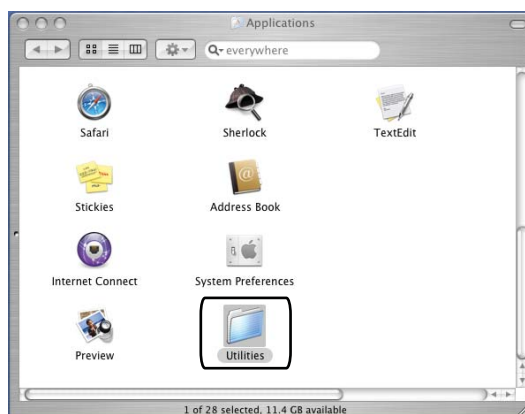 Applications
everywhere
Safari
Sherlock
TextEdit
Stickies
Address Book
Internet Connect
System Preferences
Preview
Utilities
1 of 28 selected, 11.4 GB available